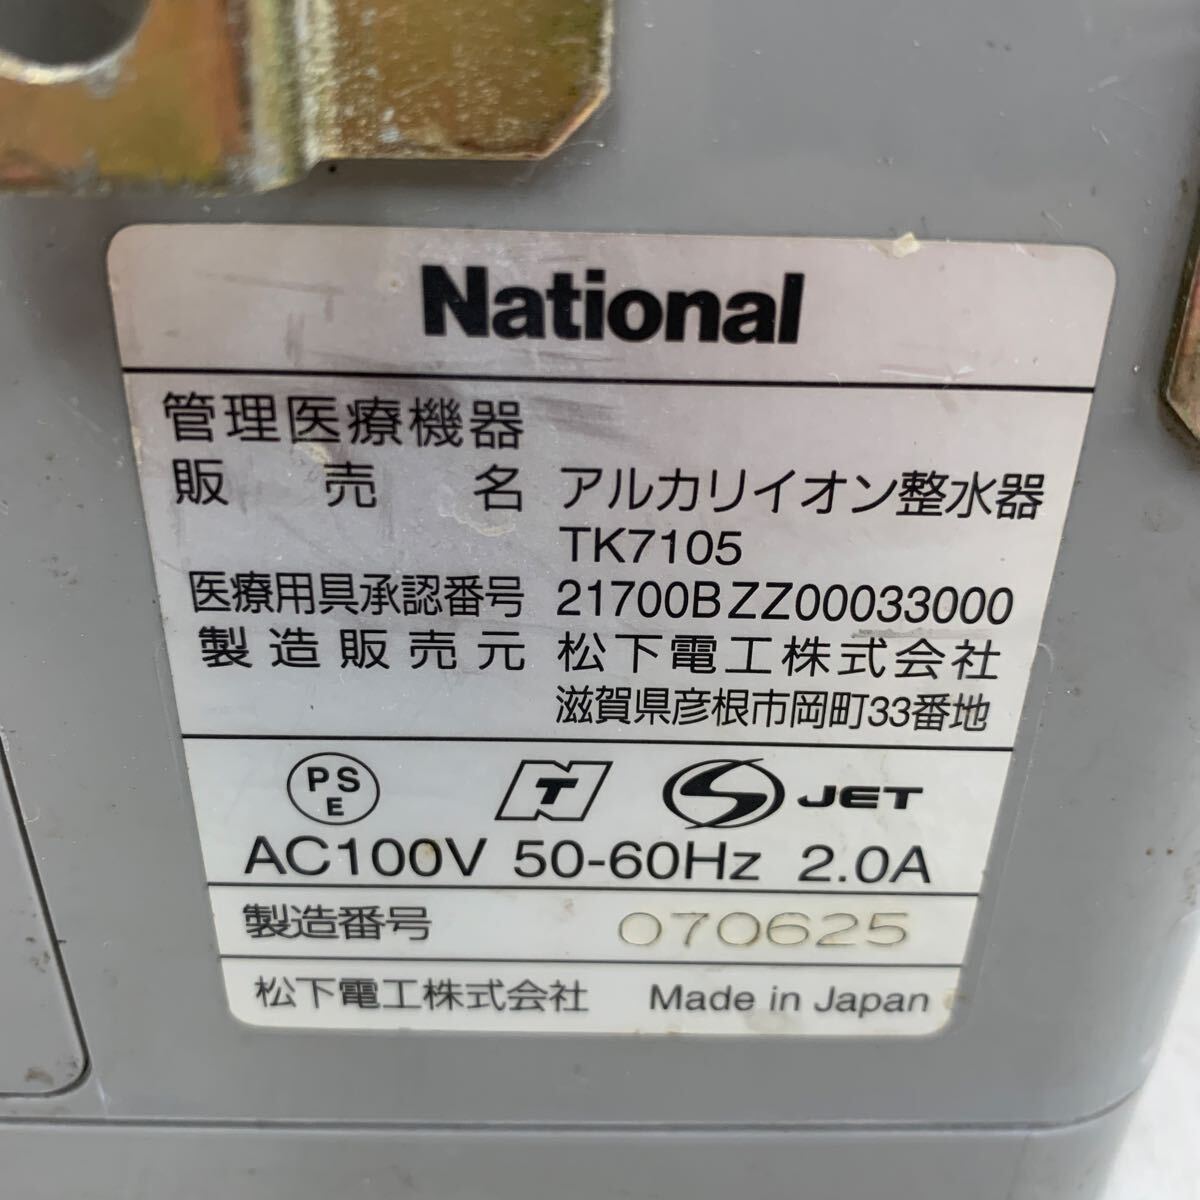 National
管理医療機器
販売名 アルカリイオン整水器
TK7105
医療用具承認番号 21700BZZ00033000
製造販売元 松下電工株式会社
滋賀県彦根市岡町33番地
PSE NT S JET
AC100V 50-60Hz 2.0A
製造番号 070625
松下電工株式会社 Made in Japan